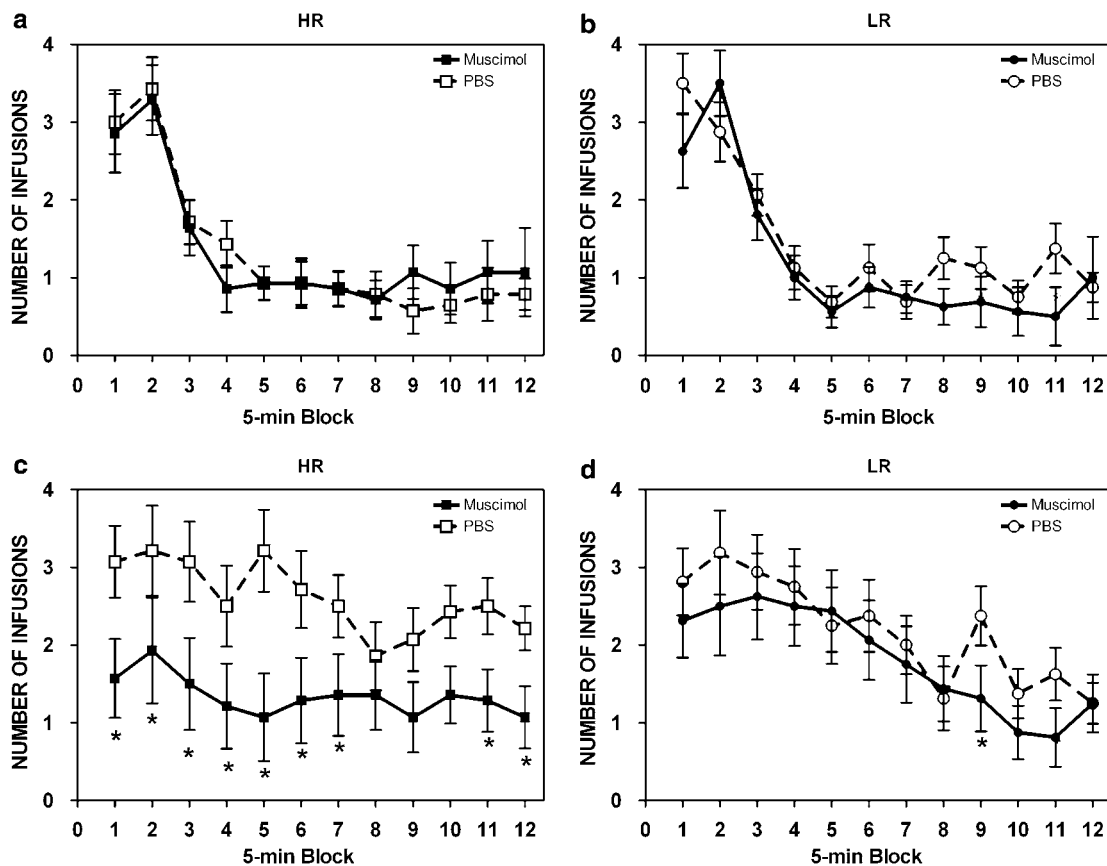 a
HR
Muscimol
PBS
NUMBER OF INFUSIONS
4
3
2
1
0
0 1 2 3 4 5 6 7 8 9 10 11 12
5-min Block
b
LR
Muscimol
PBS
NUMBER OF INFUSIONS
4
3
2
1
0
0 1 2 3 4 5 6 7 8 9 10 11 12
5-min Block
c
HR
Muscimol
PBS
NUMBER OF INFUSIONS
4
3
2
1
0
* * * * * * * * *
0 1 2 3 4 5 6 7 8 9 10 11 12
5-min Block
d
LR
Muscimol
PBS
NUMBER OF INFUSIONS
4
3
2
1
0
*
0 1 2 3 4 5 6 7 8 9 10 11 12
5-min Block